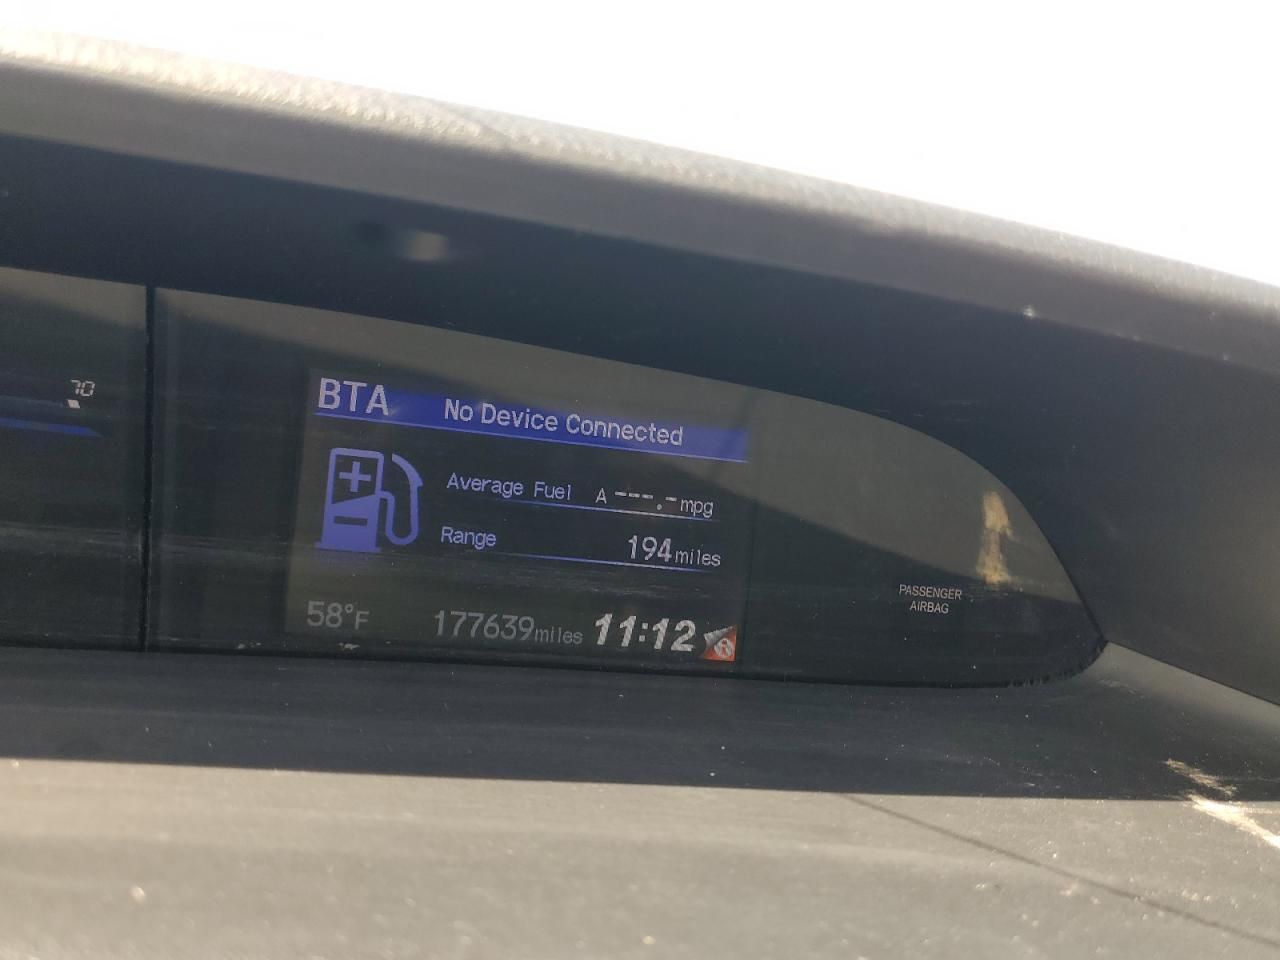 70
BTA No Device Connected
Average Fuel A ---.- mpg
Range 194 miles
58°F 177639 miles 11:12
PASSENGER
AIRBAG